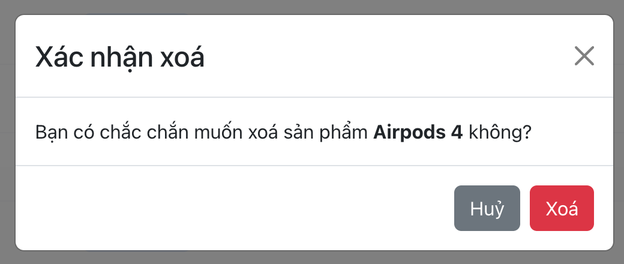 Xác nhận xoá
Bạn có chắc chắn muốn xoá sản phẩm Airpods 4 không?
Huỷ Xoá